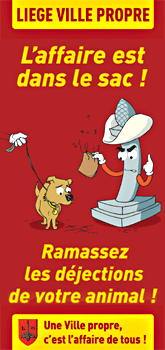 LIEGE VILLE PROPRE
L'affaire est
dans le sac !
Ramassez
les déjections
de votre animal !
Une Ville propre,
c'est l'affaire de tous !